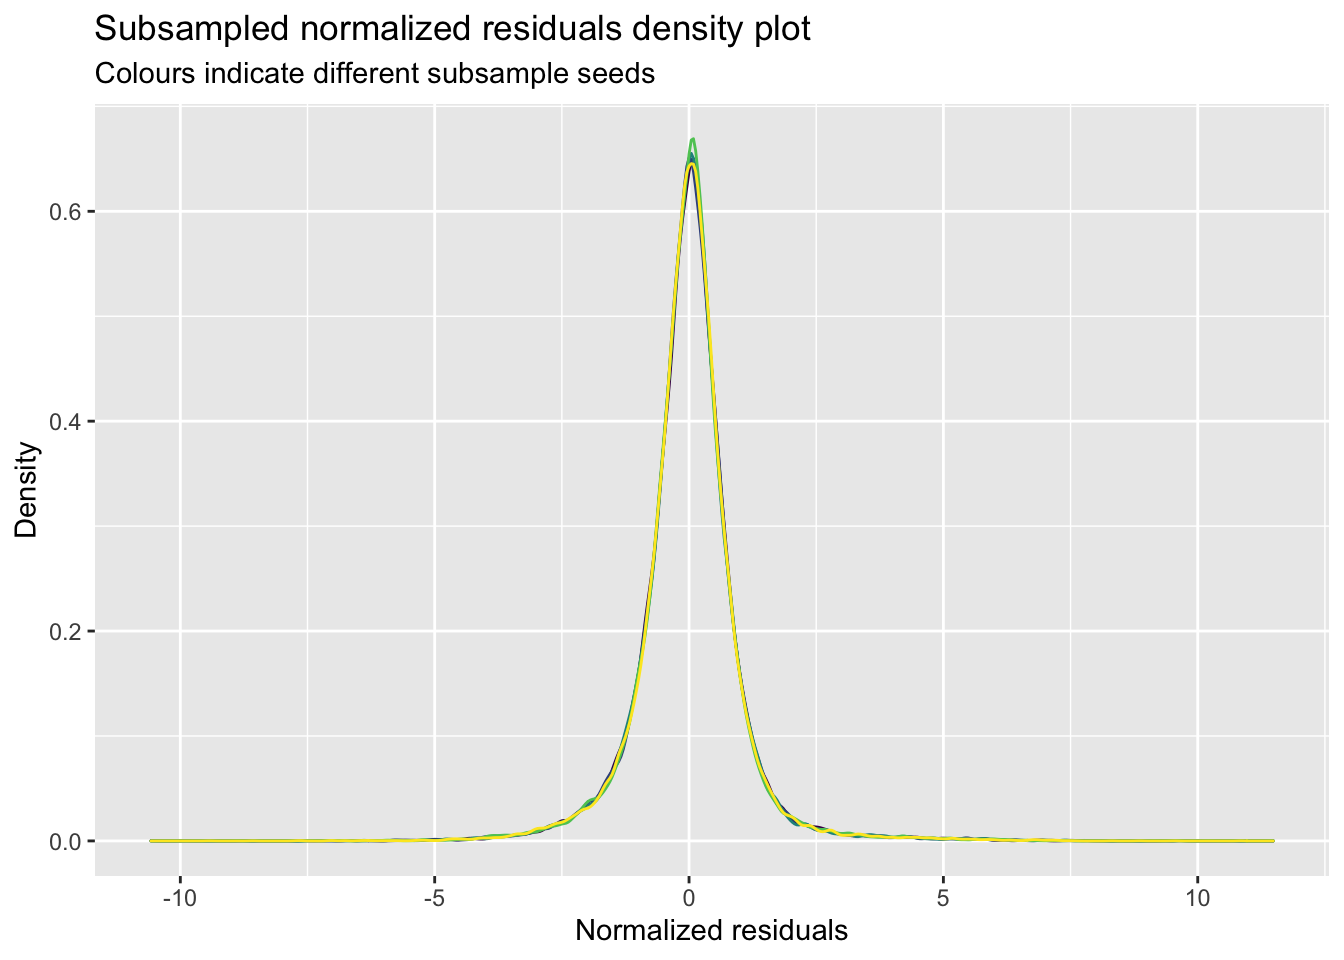 Subsampled normalized residuals density plot
Colours indicate different subsample seeds
0.6
0.4
0.2
0.0
Density
-10
-5
0
5
10
Normalized residuals